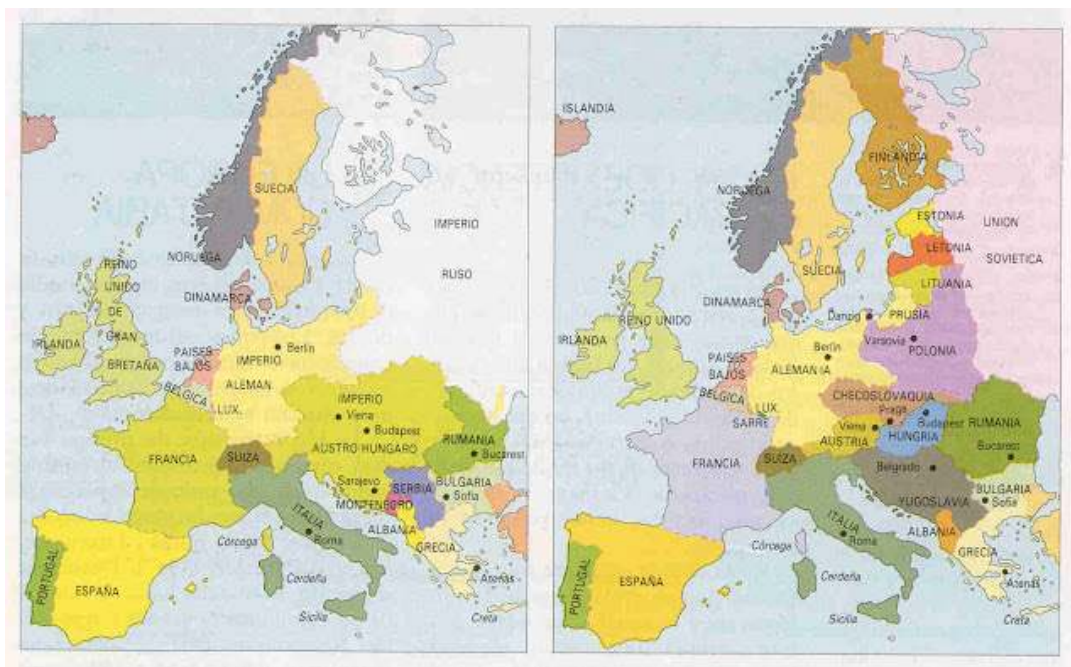 SUECIA
IMPERIO
RUSO
NORUEGA
REINO
UNIDO
DE
GRAN
BRETAÑA
IRLANDA
DINAMARCA
PAISES
BAJOS
BELGICA
Berlin
IMPERIO
ALEMAN.
LUX.
IMPERIO
Viena
Budapest
AUSTRO-HUNGARO
RUMANIA
Bucarest
FRANCIA
SUIZA
Sarajevo
SERBIA
MONTENEGRO
BULGARIA
Sofia
ALBANIA
ITALIA
Roma
GRECIA
Atenas
Córcega
Cerdeña
Sicilia
Creta
PORTUGAL
ESPAÑA
ISLANDIA
FINLANDIA
NORUEGA
SUECIA
ESTONIA
UNION
SOVIETICA
LETONIA
LITUANIA
DINAMARCA
Danzig
PRUSIA
REINO UNIDO
IRLANDA
Varsovia
POLONIA
PAISES
BAJOS
BELGICA
Berlin
ALEMANIA
LUX.
SARRE
CHECOSLOVAQUIA
Praga
Viena
AUSTRIA
Budapest
HUNGRIA
RUMANIA
Bucarest
FRANCIA
SUIZA
Belgrado
YUGOSLAVIA
BULGARIA
Sofia
ALBANIA
ITALIA
Roma
GRECIA
Atenas
Córcega
Cerdeña
Sicilia
Creta
PORTUGAL
ESPAÑA